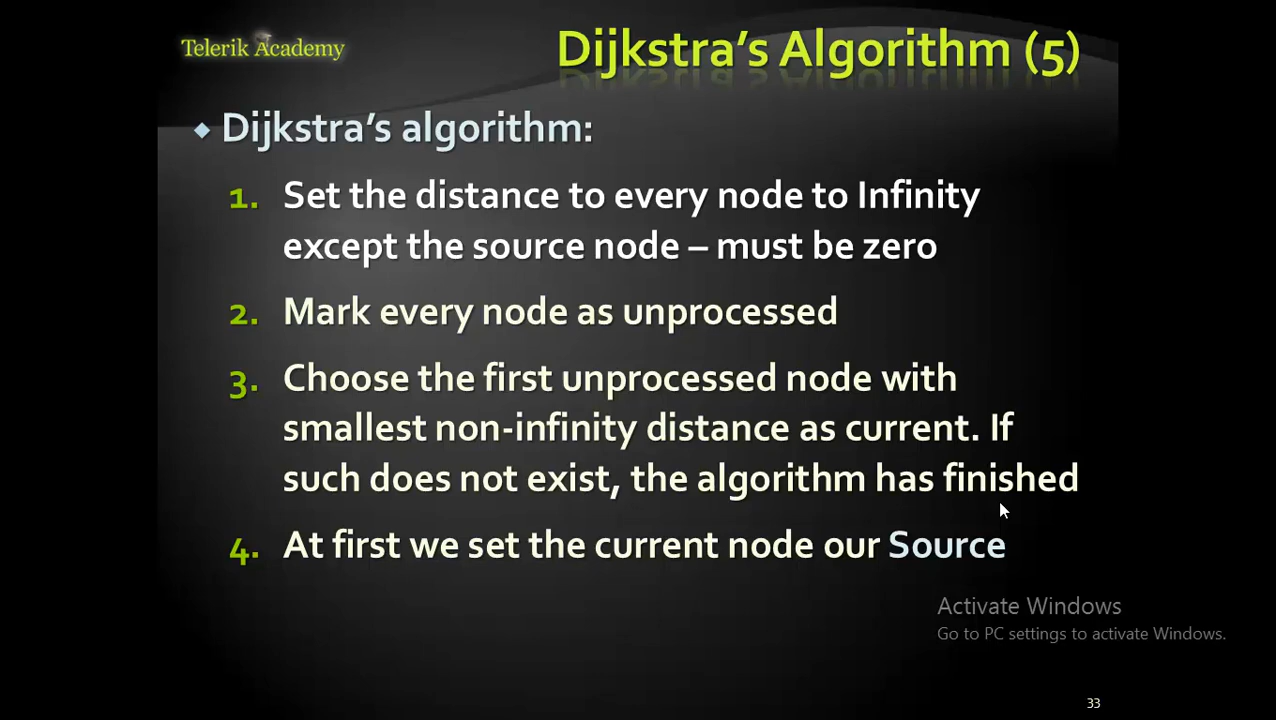 Telerik Academy
Dijkstra's Algorithm (5)
Dijkstra's algorithm:
1. Set the distance to every node to Infinity
except the source node – must be zero
2. Mark every node as unprocessed
3. Choose the first unprocessed node with
smallest non-infinity distance as current. If
such does not exist, the algorithm has finished
4. At first we set the current node our Source
Activate Windows
Go to PC settings to activate Windows.
33